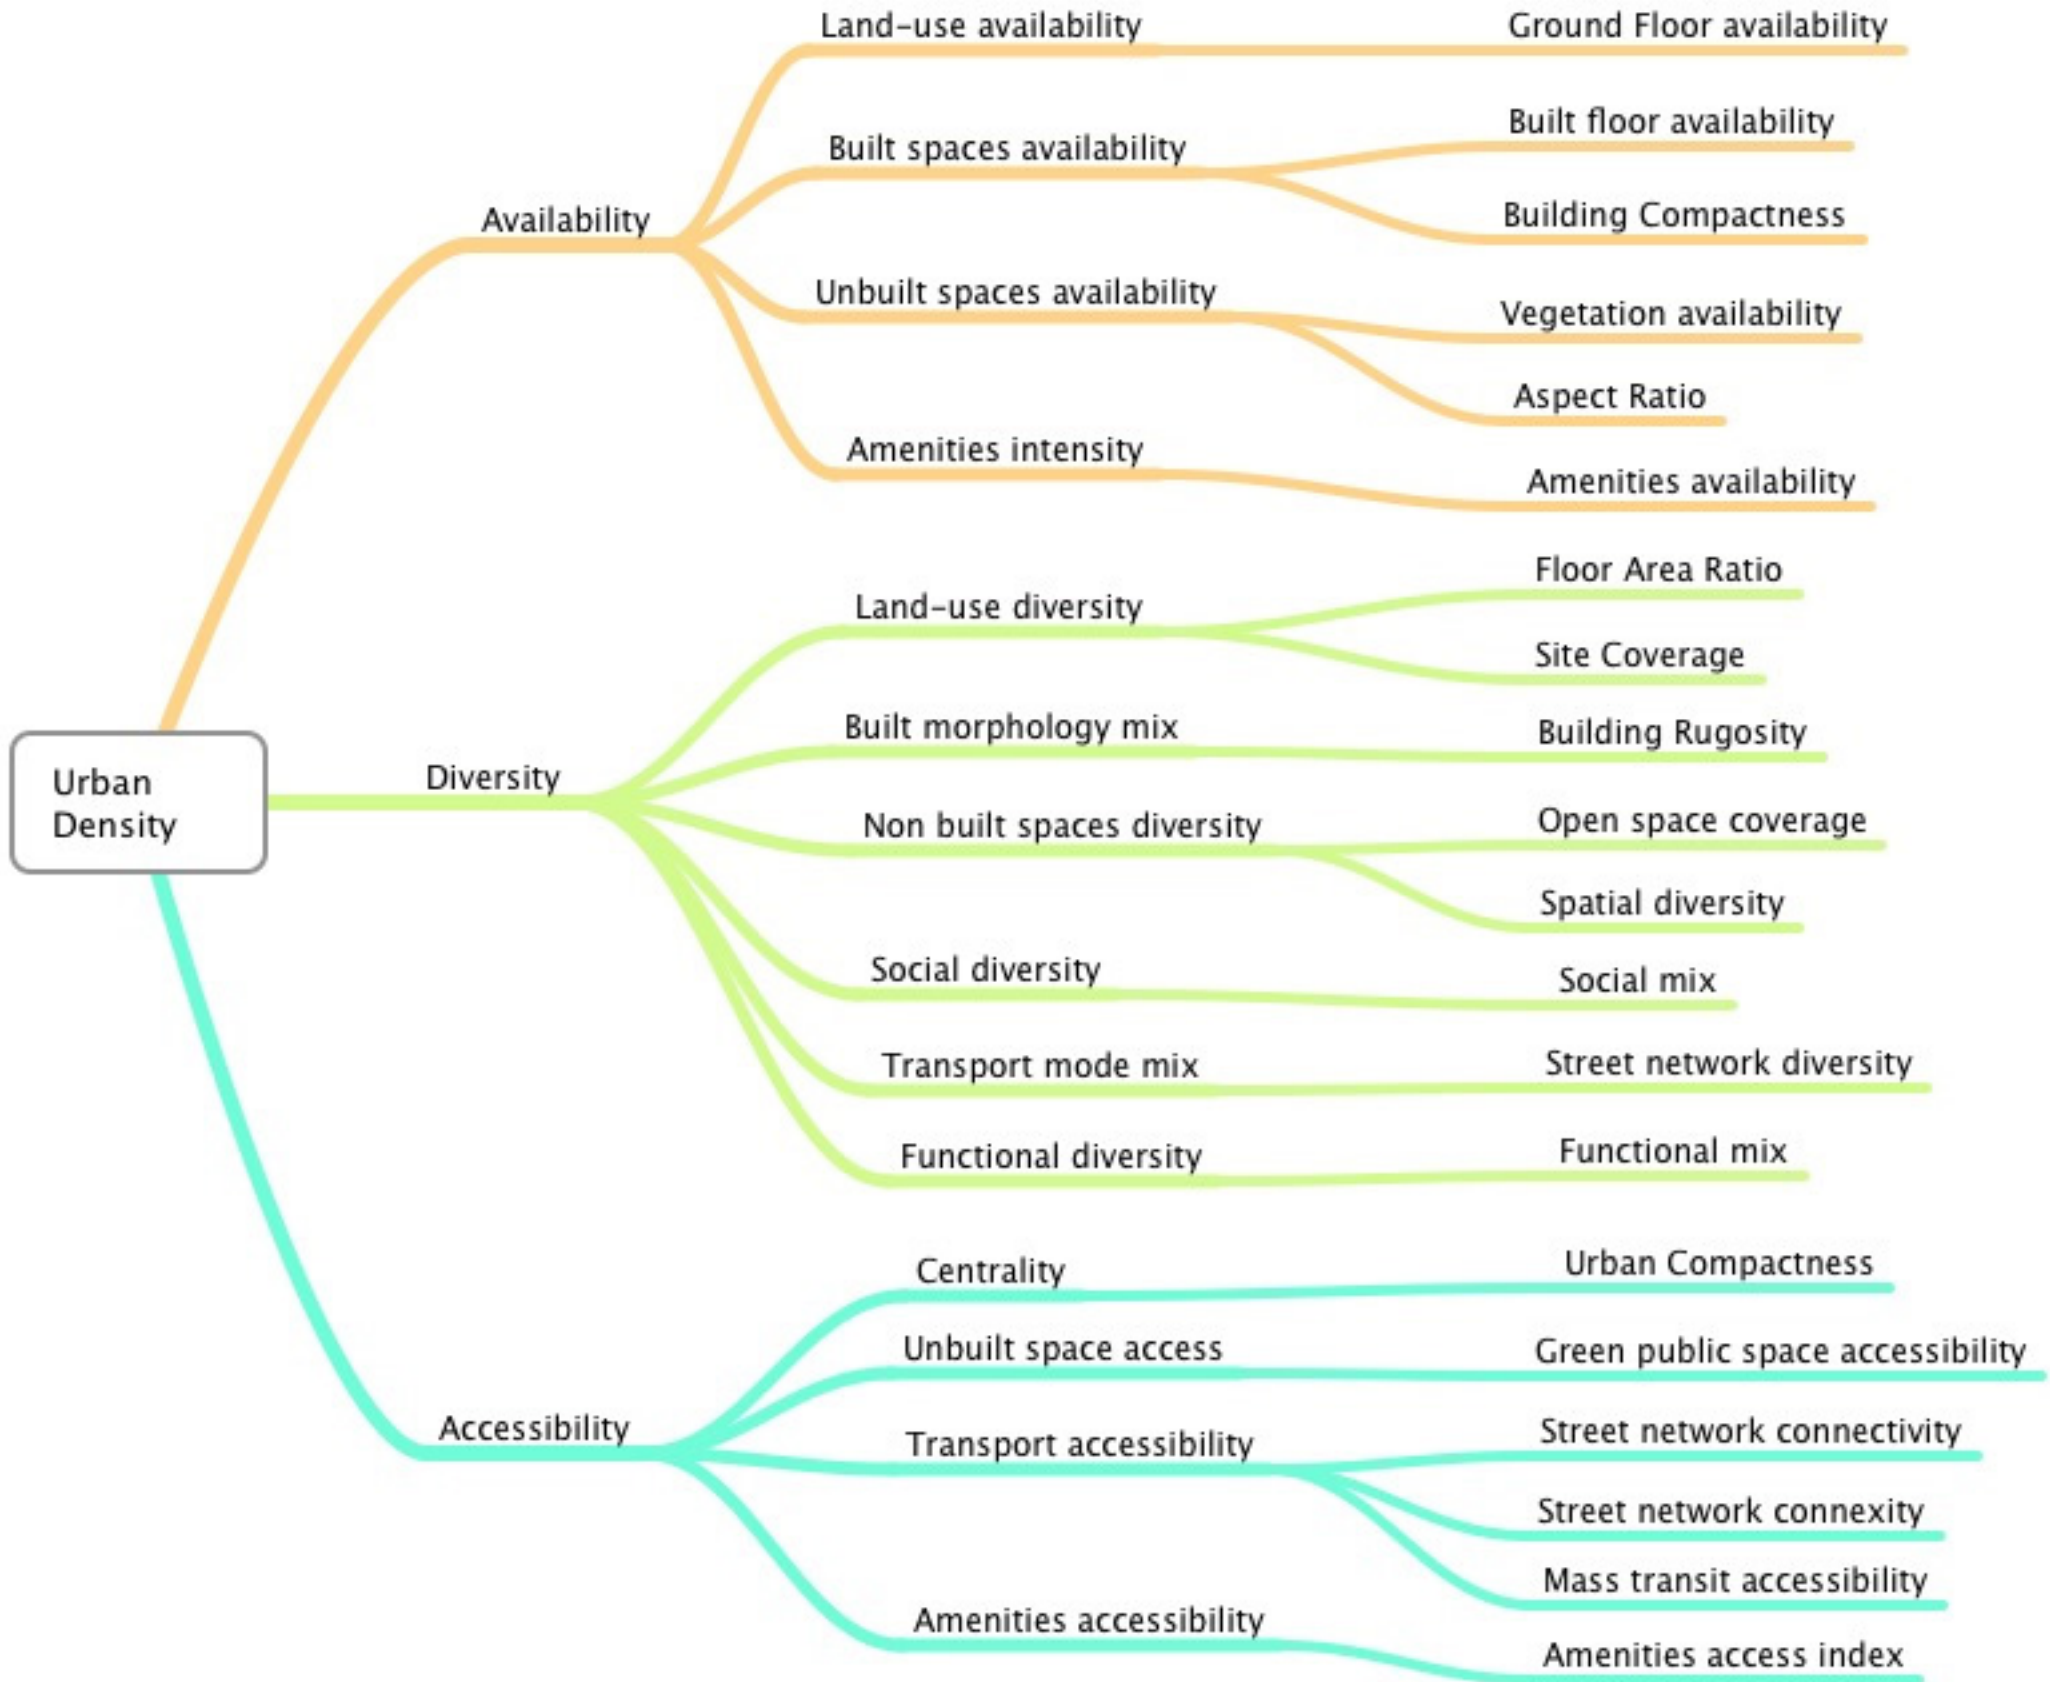 Land-use availability
Ground Floor availability
Built floor availability
Built spaces availability
Building Compactness
Availability
Unbuilt spaces availability
Vegetation availability
Aspect Ratio
Amenities intensity
Amenities availability
Floor Area Ratio
Land-use diversity
Site Coverage
Built morphology mix
Building Rugosity
Urban
Density
Diversity
Non built spaces diversity
Open space coverage
Spatial diversity
Social diversity
Social mix
Transport mode mix
Street network diversity
Functional diversity
Functional mix
Centrality
Urban Compactness
Unbuilt space access
Green public space accessibility
Accessibility
Transport accessibility
Street network connectivity
Street network connexity
Mass transit accessibility
Amenities accessibility
Amenities access index